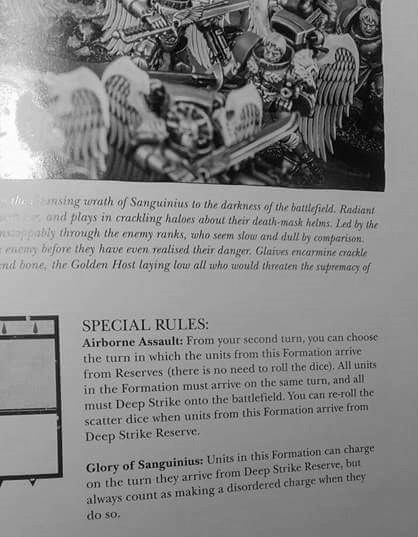 nsing wrath of Sanguinius to the darkness of the battlefield. Radiant
and plays in crackling haloes about their death-mask helms. Led by the
nstoppably through the enemy ranks, who seem slow and dull by comparison.
enemy before they have even realised their danger. Glaives encarmine crackle
and bone, the Golden Host laying low all who would threaten the supremacy of
SPECIAL RULES:
Airborne Assault: From your second turn, you can choose
the turn in which the units from this Formation arrive
from Reserves (there is no need to roll the dice). All units
in the Formation must arrive on the same turn, and all
must Deep Strike onto the battlefield. You can re-roll the
scatter dice when units from this Formation arrive from
Deep Strike Reserve.
Glory of Sanguinius: Units in this Formation can charge
on the turn they arrive from Deep Strike Reserve, but
always count as making a disordered charge when they
do so.